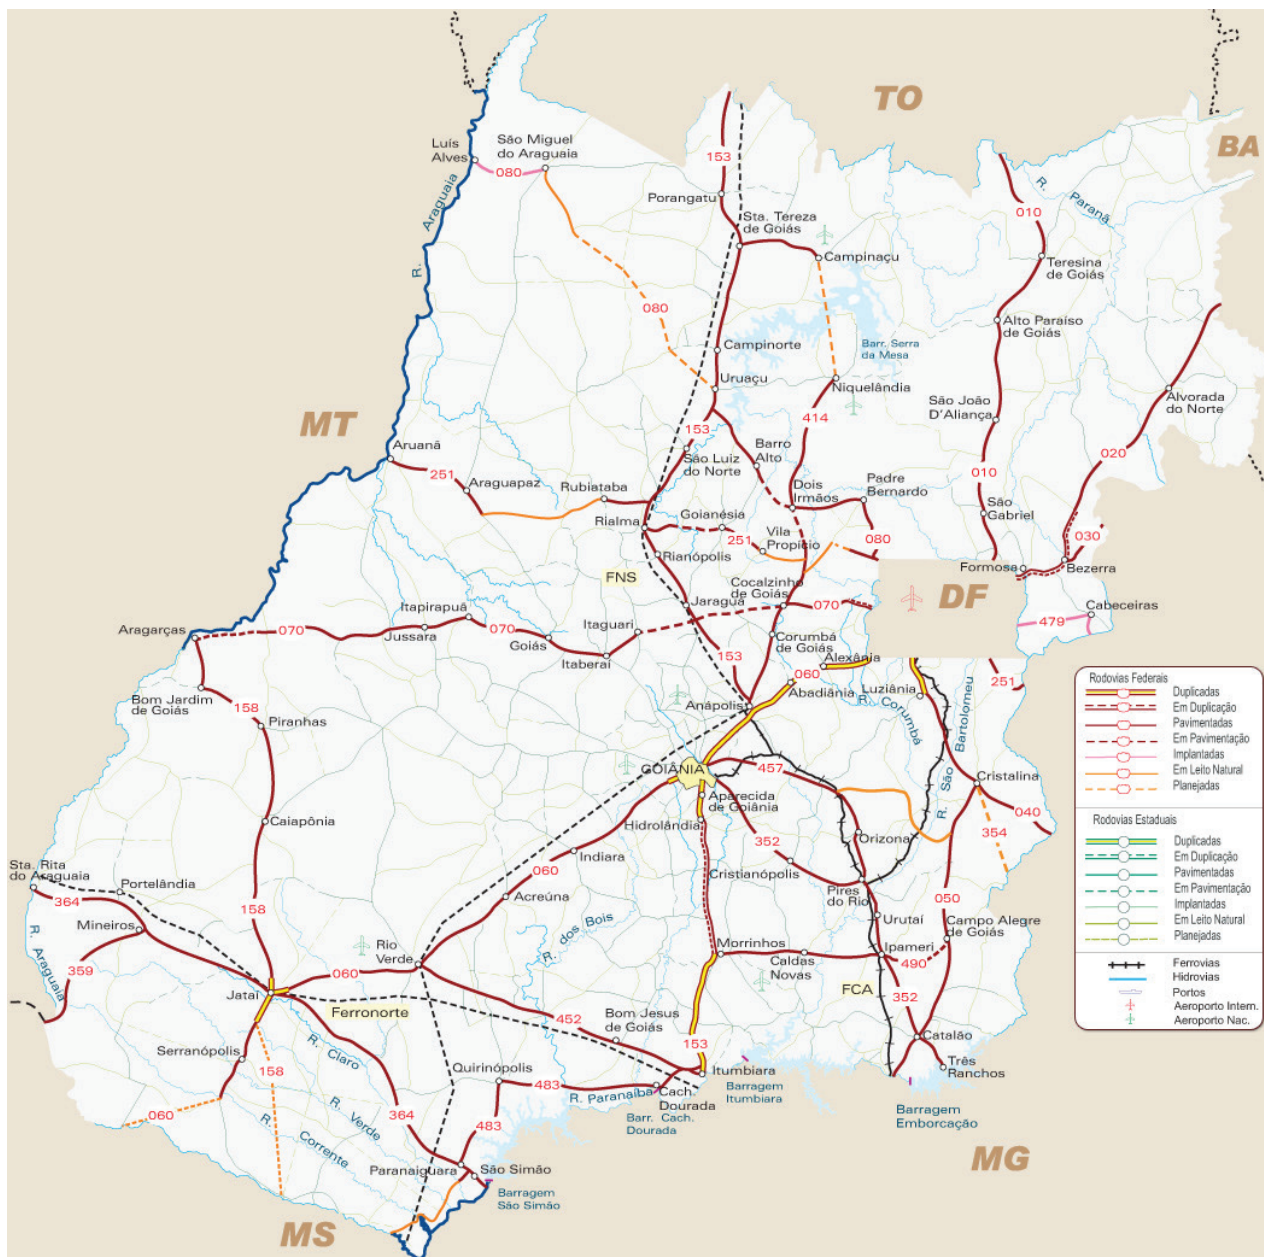 TO
BA
MT
DF
MG
MS
Luís
Alves
São Miguel
do Araguaia
080
R. Araguaia
153
Porangatu
Sta. Tereza
de Goiás
Campinaçu
010
R. Paranã
Teresina
de Goiás
080
Alto Paraíso
de Goiás
Campinorte
Barr. Serra
da Mesa
Uruaçu
Niquelândia
São João
D'Aliança
Alvorada
do Norte
414
153
Aruanã
São Luiz
do Norte
Barro
Alto
020
251
Araguapaz
Rubiataba
Dois
Irmãos
Padre
Bernardo
010
São
Gabriel
Rialma
Goianésia
251
Vila
Propício
080
030
Rianópolis
Formosa
Bezerra
FNS
Cocalzinho
de Goiás
070
Jaraguá
Cabeceiras
479
Itapirapuã
Itaguari
Aragarças
070
Jussara
070
Goiás
Itaberaí
Corumbá
de Goiás
153
Alexânia
060
Abadiânia
Luziânia
251
R. Corumbá
R. São Bartolomeu
Bom Jardim
de Goiás
158
Piranhas
Anápolis
GOIÂNIA
457
Aparecida
de Goiânia
Cristalina
040
354
Hidrolândia
Caiapônia
352
Orizona
Indiara
060
Cristianópolis
Sta. Rita
do Araguaia
Portelândia
Acreúna
Pires
do Rio
364
158
050
Mineiros
R. dos Bois
Urutaí
Campo Alegre
de Goiás
R. Araguaia
Rio
Verde
Morrinhos
Caldas
Novas
Ipameri
490
359
060
Jataí
FCA
352
Ferronorte
452
Bom Jesus
de Goiás
Catalão
153
Serranópolis
R. Claro
Três
Ranchos
158
Quirinópolis
Itumbiara
483
R. Paranaíba
Cach.
Dourada
Barragem
Itumbiara
Barr. Cach.
Dourada
Barragem
Emborcação
060
R. Verde
364
483
R. Corrente
Paranaiguara
São Simão
Barragem
São Simão
Rodovias Federais
Duplicadas
Em Duplicação
Pavimentadas
Em Pavimentação
Implantadas
Em Leito Natural
Planejadas
Rodovias Estaduais
Duplicadas
Em Duplicação
Pavimentadas
Em Pavimentação
Implantadas
Em Leito Natural
Planejadas
Ferrovias
Hidrovias
Portos
Aeroporto Intern.
Aeroporto Nac.